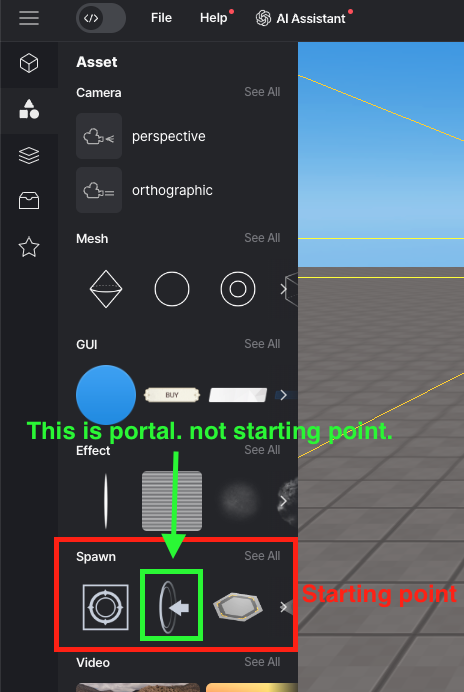 </> File Help AI Assistant
Asset
Camera See All
perspective
orthographic
Mesh See All
GUI See All
BUY
This is portal. not starting point.
Effect See All
Spawn See All
Starting point
Video See All